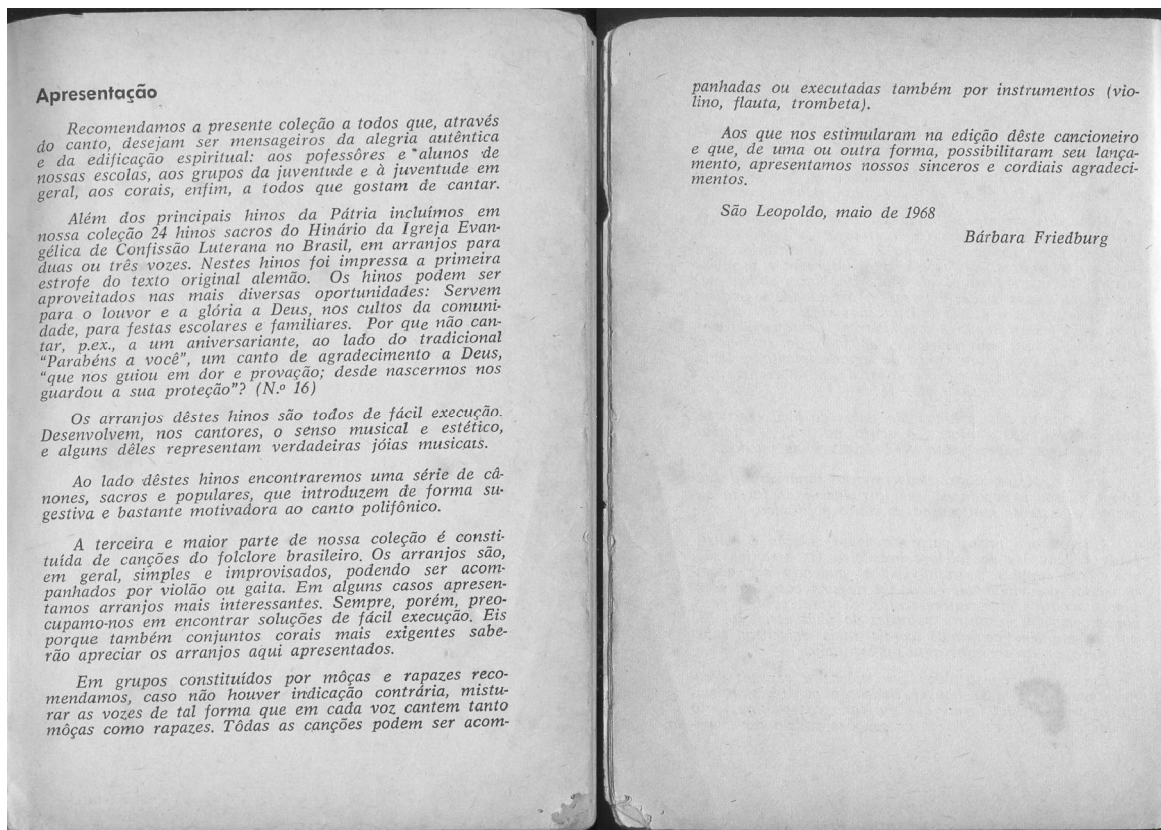 Apresentação
Recomendamos a presente coleção a todos que, através
do canto, desejam ser mensageiros da alegria autêntica
e da edificação espiritual: aos pofessôres e alunos de
nossas escolas, aos grupos da juventude e à juventude em
geral, aos corais, enfim, a todos que gostam de cantar.
Além dos principais hinos da Pátria incluímos em
nossa coleção 24 hinos sacros do Hinário da Igreja Evan-
gélica de Confissão Luterana no Brasil, em arranjos para
duas ou três vozes. Nestes hinos foi impressa a primeira
estrofe do texto original alemão. Os hinos podem ser
aproveitados nas mais diversas oportunidades: Servem
para o louvor e a glória a Deus, nos cultos da comuni-
dade, para festas escolares e familiares. Por que não can-
tar, p.ex., a um aniversariante, ao lado do tradicional
"Parabéns a você", um canto de agradecimento a Deus,
"que nos guiou em dor e provação; desde nascermos nos
guardou a sua proteção"? (N.º 16)
Os arranjos dêstes hinos são todos de fácil execução.
Desenvolvem, nos cantores, o senso musical e estético,
e alguns dêles representam verdadeiras jóias musicais.
Ao lado dêstes hinos encontraremos uma série de câ-
nones, sacros e populares, que introduzem de forma su-
gestiva e bastante motivadora ao canto polifônico.
A terceira e maior parte de nossa coleção é consti-
tuída de canções do folclore brasileiro. Os arranjos são,
em geral, simples e improvisados, podendo ser acom-
panhados por violão ou gaita. Em alguns casos apresen-
tamos arranjos mais interessantes. Sempre, porém, preo-
cupamo-nos em encontrar soluções de fácil execução. Eis
porque também conjuntos corais mais exigentes sabe-
rão apreciar os arranjos aqui apresentados.
Em grupos constituídos por môças e rapazes reco-
mendamos, caso não houver indicação contrária, mistu-
rar as vozes de tal forma que em cada voz cantem tanto
môças como rapazes. Tôdas as canções podem ser acom-
panhadas ou executadas também por instrumentos (vio-
lino, flauta, trombeta).
Aos que nos estimularam na edição dêste cancioneiro
e que, de uma ou outra forma, possibilitaram seu lança-
mento, apresentamos nossos sinceros e cordiais agradeci-
mentos.
São Leopoldo, maio de 1968
Bárbara Friedburg